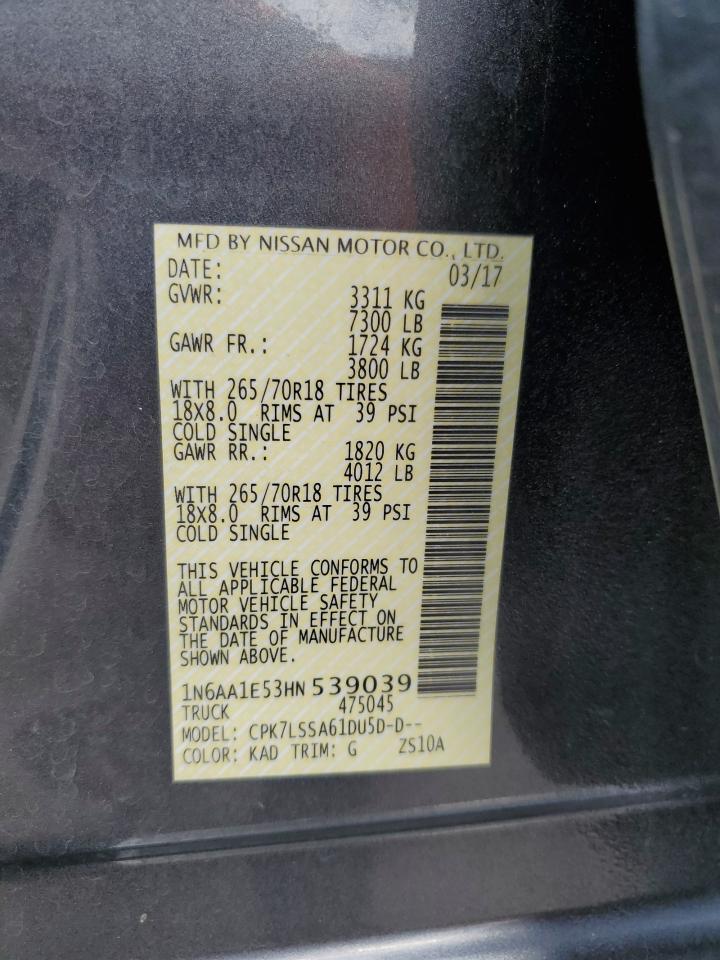 MFD BY NISSAN MOTOR CO., LTD.
DATE: 03/17
GVWR: 3311 KG
7300 LB
GAWR FR.: 1724 KG
3800 LB
WITH 265/70R18 TIRES
18X8.0 RIMS AT 39 PSI
COLD SINGLE
GAWR RR.: 1820 KG
4012 LB
WITH 265/70R18 TIRES
18X8.0 RIMS AT 39 PSI
COLD SINGLE
THIS VEHICLE CONFORMS TO
ALL APPLICABLE FEDERAL
MOTOR VEHICLE SAFETY
STANDARDS IN EFFECT ON
THE DATE OF MANUFACTURE
SHOWN ABOVE.
1N6AA1E53HN539039
TRUCK 475045
MODEL: CPK7LSSA61DU5D-D--
COLOR: KAD TRIM: G ZS10A